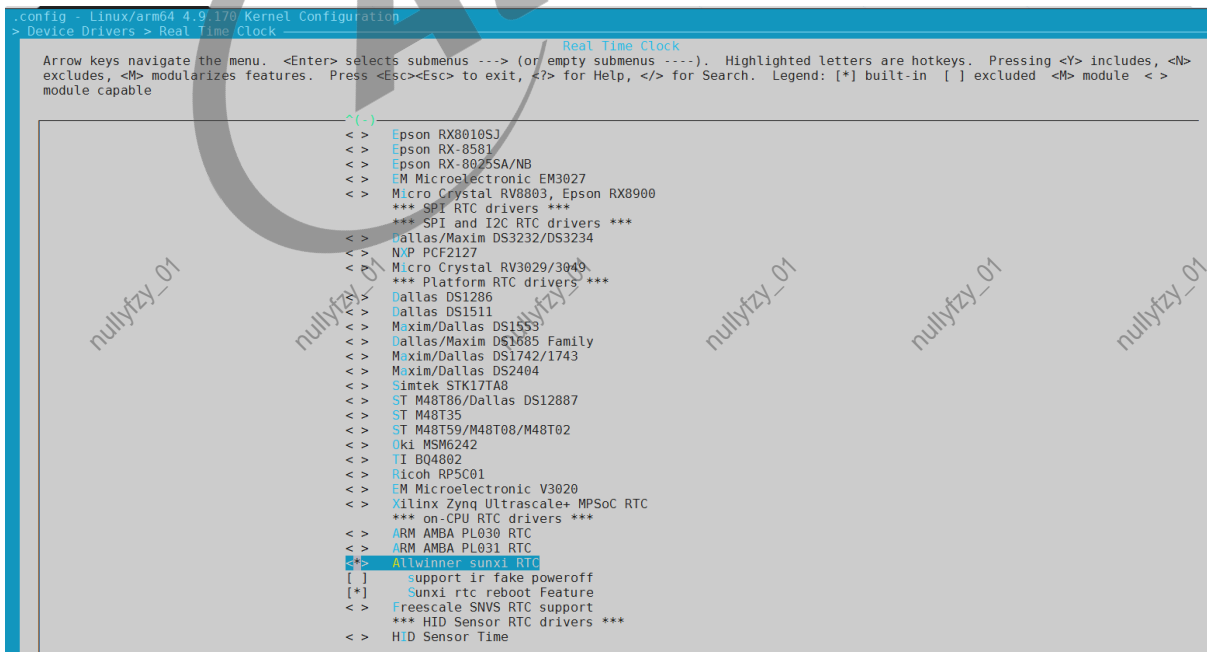 .config - Linux/arm64 4.9.170 Kernel Configuration
> Device Drivers > Real Time Clock
Real Time Clock
Arrow keys navigate the menu.  <Enter> selects submenus ---> (or empty submenus ----).  Highlighted letters are hotkeys.  Pressing <Y> includes, <N>
excludes, <M> modularizes features.  Press <Esc><Esc> to exit, <?> for Help, </> for Search.  Legend: [*] built-in  [ ] excluded  <M> module  < >
module capable
^(-)
< >   Epson RX8010SJ
< >   Epson RX-8581
< >   Epson RX-8025SA/NB
< >   EM Microelectronic EM3027
< >   Micro Crystal RV8803, Epson RX8900
*** SPI RTC drivers ***
*** SPI and I2C RTC drivers ***
< >   Dallas/Maxim DS3232/DS3234
< >   NXP PCF2127
< >   Micro Crystal RV3029/3049
*** Platform RTC drivers ***
< >   Dallas DS1286
< >   Dallas DS1511
< >   Maxim/Dallas DS1553
< >   Dallas/Maxim DS1685 Family
< >   Maxim/Dallas DS1742/1743
< >   Maxim/Dallas DS2404
< >   Simtek STK17TA8
< >   ST M48T86/Dallas DS12887
< >   ST M48T35
< >   ST M48T59/M48T08/M48T02
< >   Oki MSM6242
< >   TI BQ4802
< >   Ricoh RP5C01
< >   EM Microelectronic V3020
< >   Xilinx Zynq Ultrascale+ MPSoC RTC
*** on-CPU RTC drivers ***
< >   ARM AMBA PL030 RTC
< >   ARM AMBA PL031 RTC
<*>   Allwinner sunxi RTC
[ ]     support ir fake poweroff
[*]     Sunxi rtc reboot Feature
< >   Freescale SNVS RTC support
*** HID Sensor RTC drivers ***
< >   HID Sensor Time
nullyfzy_01
nullyfzy_01
nullyfzy_01
nullyfzy_01
nullyfzy_01
nullyfzy_01